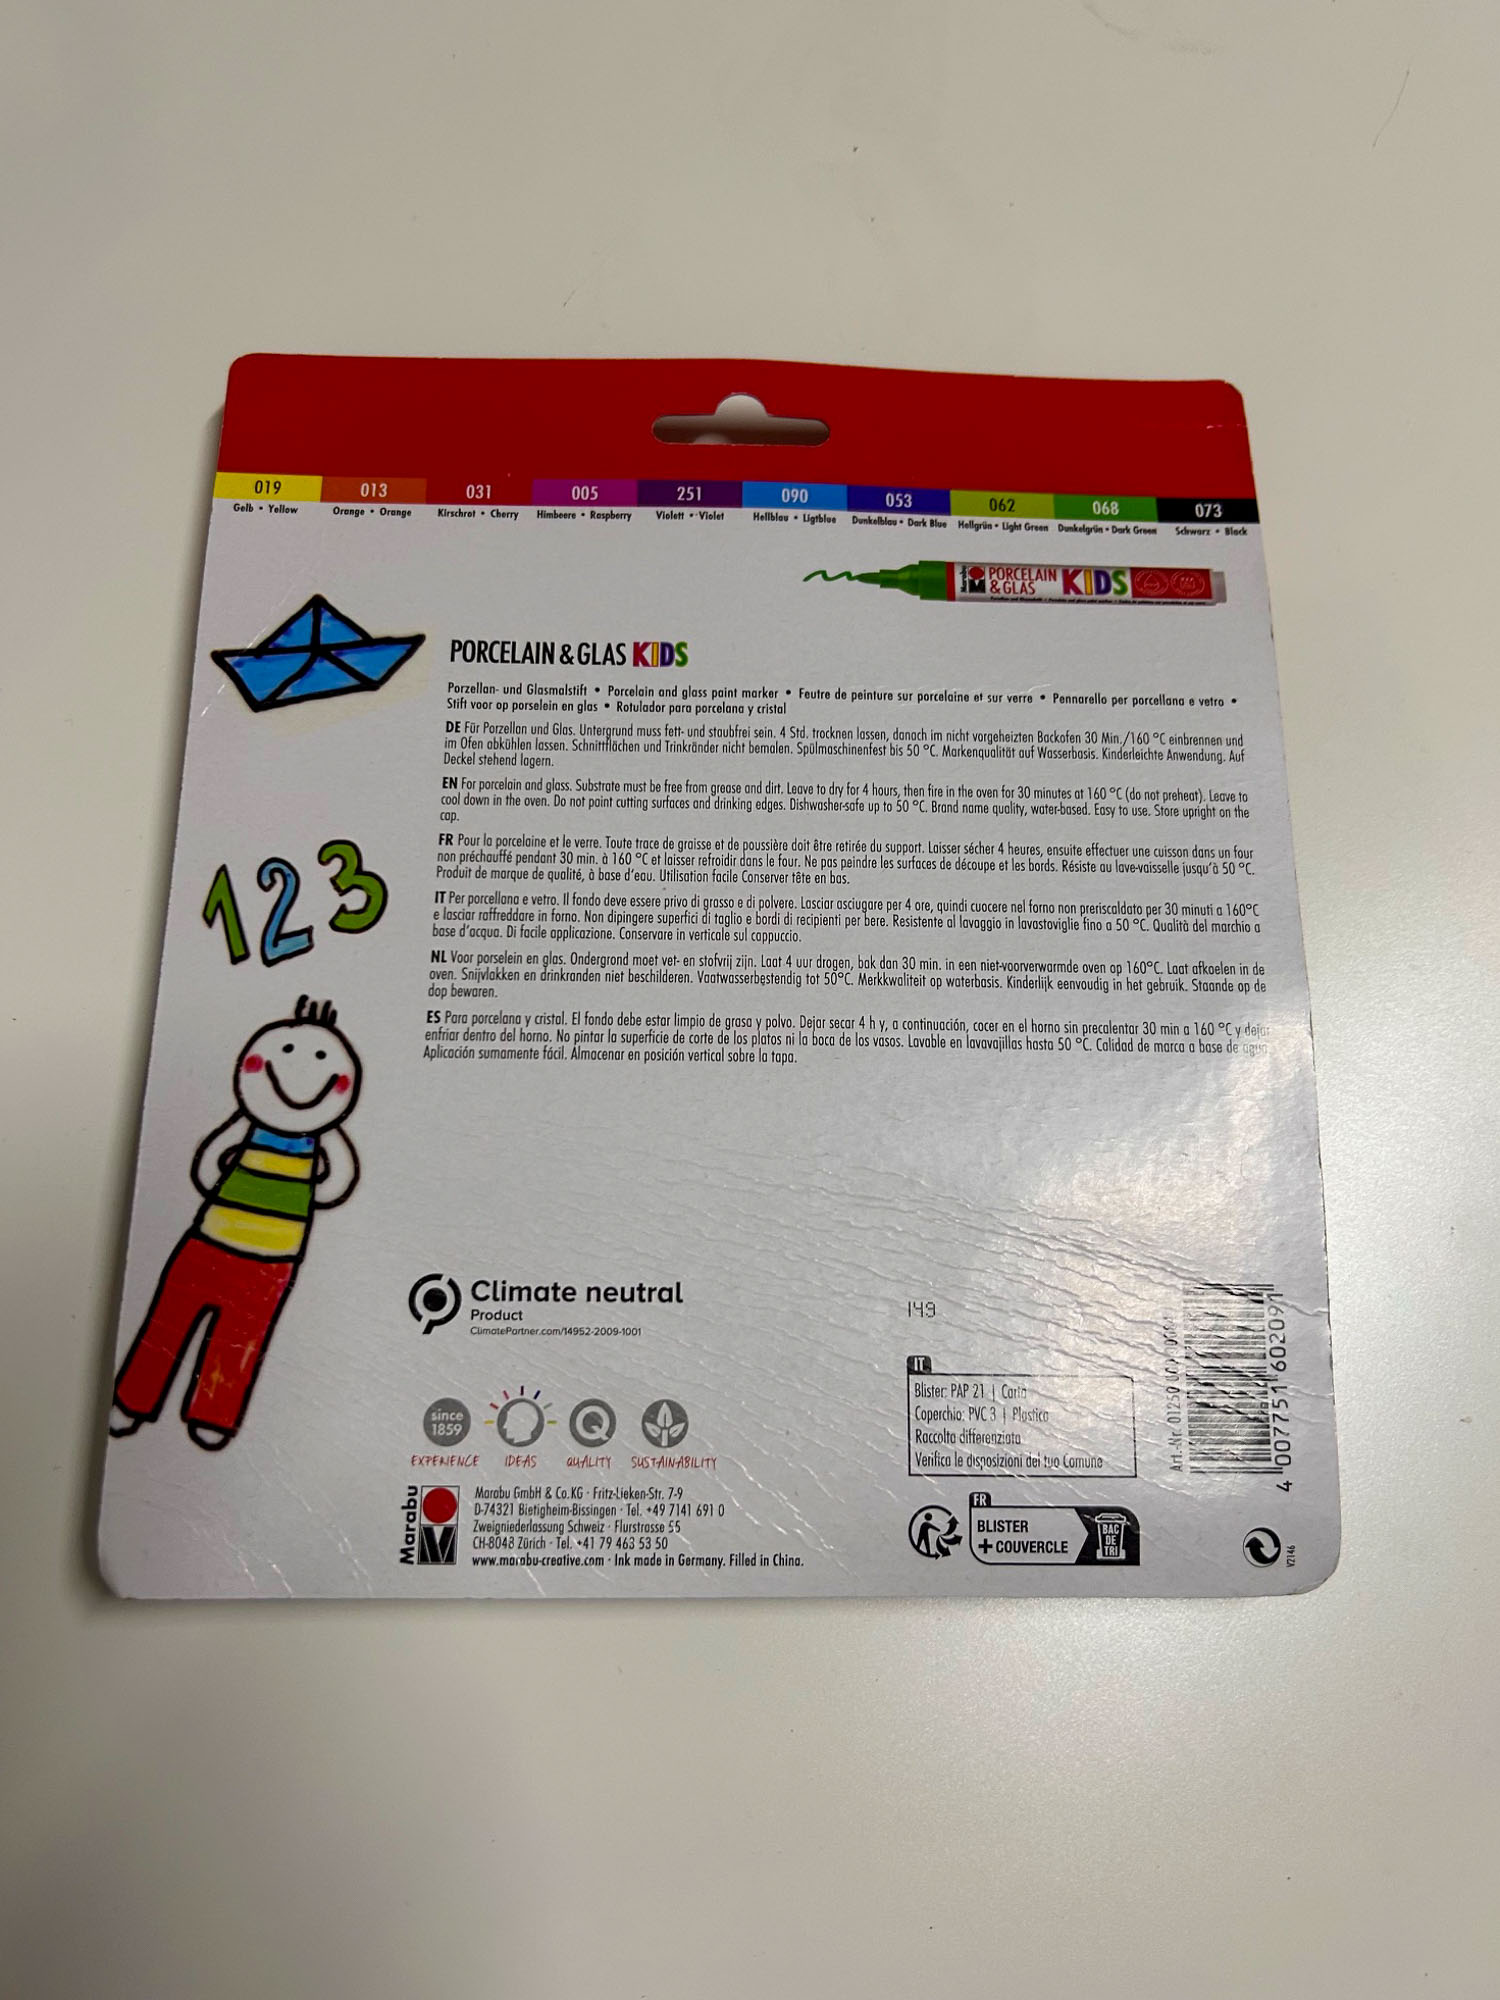 019 013 031 005 251 090 053 062 068 073
Gelb • Yellow Orange • Orange Kirschrot • Cherry Himbeere • Raspberry Violett • Violet Hellblau • Ligtblue Dunkelblau • Dark Blue Hellgrün • Light Green Dunkelgrün • Dark Green Schwarz • Black
Marabu PORCELAIN & GLAS KIDS
PORCELAIN & GLAS KIDS
Porzellan- und Glasmalstift • Porcelain and glass paint marker • Feutre de peinture sur porcelaine et sur verre • Pennarello per porcellana e vetro •
Stift voor op porselein en glas • Rotulador para porcelana y cristal
DE Für Porzellan und Glas. Untergrund muss fett- und staubfrei sein. 4 Std. trocknen lassen, danach im nicht vorgeheizten Backofen 30 Min./160 °C einbrennen und
im Ofen abkühlen lassen. Schnittflächen und Trinkränder nicht bemalen. Spülmaschinenfest bis 50 °C. Markenqualität auf Wasserbasis. Kinderleichte Anwendung. Auf
Deckel stehend lagern.
EN For porcelain and glass. Substrate must be free from grease and dirt. Leave to dry for 4 hours, then fire in the oven for 30 minutes at 160 °C (do not preheat). Leave to
cool down in the oven. Do not paint cutting surfaces and drinking edges. Dishwasher-safe up to 50 °C. Brand name quality, water-based. Easy to use. Store upright on the
cap.
FR Pour la porcelaine et le verre. Toute trace de graisse et de poussière doit être retirée du support. Laisser sécher 4 heures, ensuite effectuer une cuisson dans un four
non préchauffé pendant 30 min. à 160 °C et laisser refroidir dans le four. Ne pas peindre les surfaces de découpe et les bords. Résiste au lave-vaisselle jusqu'à 50 °C.
Produit de marque de qualité, à base d'eau. Utilisation facile Conserver tête en bas.
IT Per porcellana e vetro. Il fondo deve essere privo di grasso e di polvere. Lasciar asciugare per 4 ore, quindi cuocere nel forno non preriscaldato per 30 minuti a 160°C
e lasciar raffreddare in forno. Non dipingere superfici di taglio e bordi di recipienti per bere. Resistente al lavaggio in lavastoviglie fino a 50 °C. Qualità del marchio a
base d'acqua. Di facile applicazione. Conservare in verticale sul cappuccio.
NL Voor porselein en glas. Ondergrond moet vet- en stofvrij zijn. Laat 4 uur drogen, bak dan 30 min. in een niet-voorverwarmde oven op 160°C. Laat afkoelen in de
oven. Snijvlakken en drinkranden niet beschilderen. Vaatwasserbestendig tot 50°C. Merkkwaliteit op waterbasis. Kinderlijk eenvoudig in het gebruik. Staande op de
dop bewaren.
ES Para porcelana y cristal. El fondo debe estar limpio de grasa y polvo. Dejar secar 4 h y, a continuación, cocer en el horno sin precalentar 30 min a 160 °C y dejar
enfriar dentro del horno. No pintar la superficie de corte de los platos ni la boca de los vasos. Lavable en lavavajillas hasta 50 °C. Calidad de marca a base de agua
Aplicación sumamente fácil. Almacenar en posición vertical sobre la tapa.
123
Climate neutral
Product
ClimatePartner.com/14952-2009-1001
149
IT
Blister: PAP 21 | Carta
Coperchio: PVC 3 | Plastica
Raccolta differenziata
Verifica le disposizioni del tuo Comune
since
1859
EXPERIENCE IDEAS QUALITY SUSTAINABILITY
Marabu
Marabu GmbH & Co. KG · Fritz-Lieken-Str. 7-9
D-74321 Bietigheim-Bissingen · Tel. +49 7141 691 0
Zweigniederlassung Schweiz · Flurstrasse 55
CH-8048 Zürich · Tel. +41 79 463 53 50
www.marabu-creative.com · Ink made in Germany. Filled in China.
FR
BLISTER
+ COUVERCLE
BAC
DE
TRI
Art.-Nr. 01250
4 007751 602091
V2146